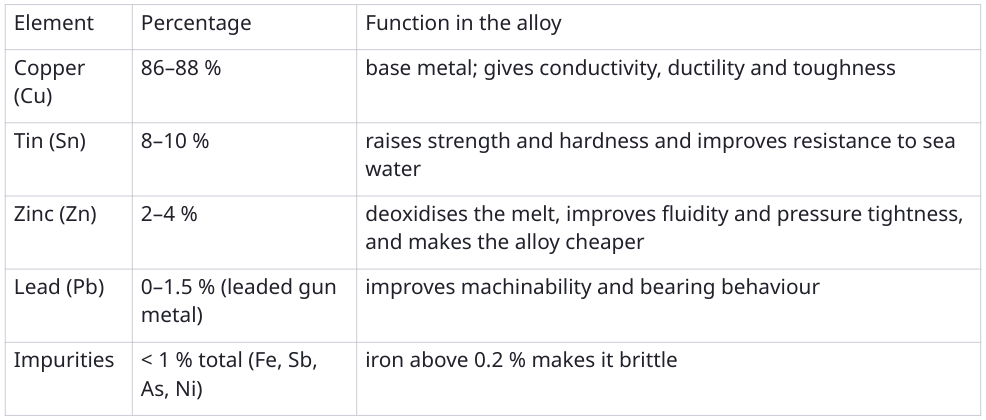 Element Percentage Function in the alloy
Copper (Cu) 86–88 % base metal; gives conductivity, ductility and toughness
Tin (Sn) 8–10 % raises strength and hardness and improves resistance to sea water
Zinc (Zn) 2–4 % deoxidises the melt, improves fluidity and pressure tightness, and makes the alloy cheaper
Lead (Pb) 0–1.5 % (leaded gun metal) improves machinability and bearing behaviour
Impurities < 1 % total (Fe, Sb, As, Ni) iron above 0.2 % makes it brittle